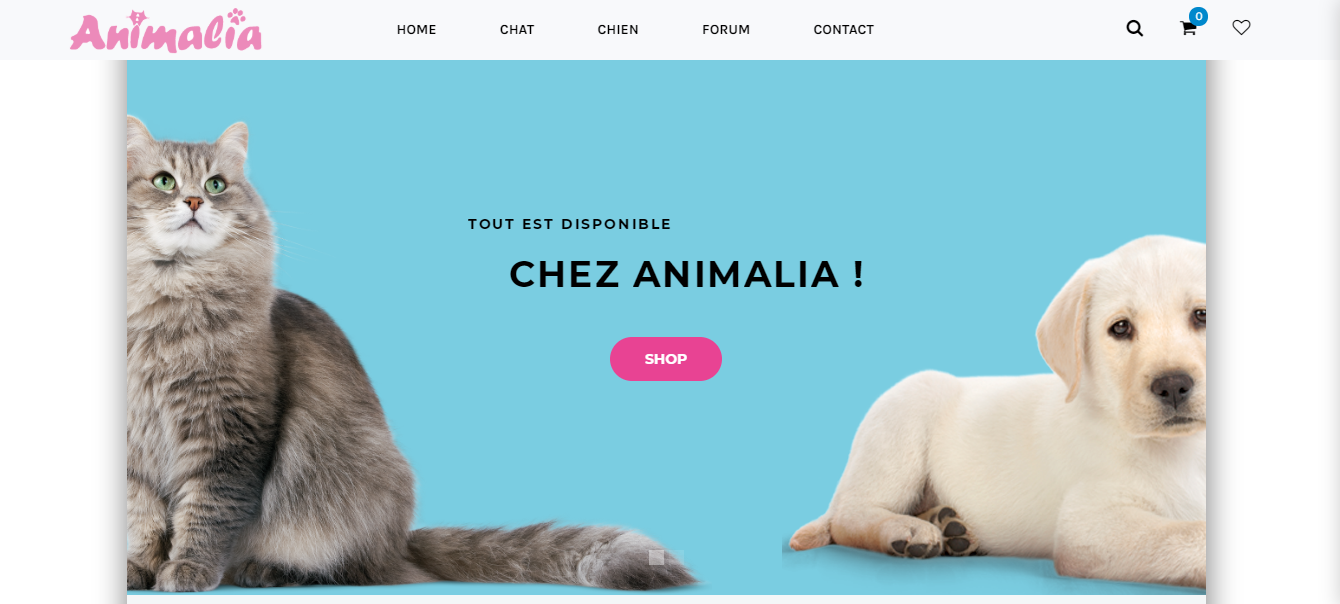 Animalia
HOME CHAT CHIEN FORUM CONTACT
0
TOUT EST DISPONIBLE
CHEZ ANIMALIA !
SHOP